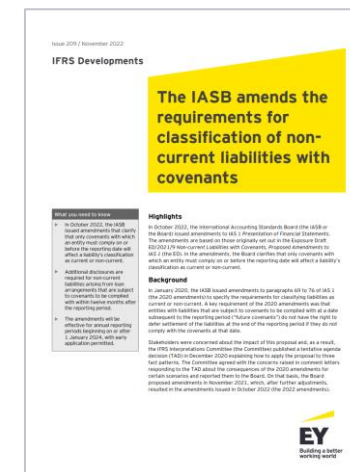 Issue 209 / November 2022
IFRS Developments
The IASB amends the
requirements for
classification of non-
current liabilities with
covenants
What you need to know
► In October 2022, the IASB
issued amendments that clarify
that only covenants with which
an entity must comply on or
before the reporting date will
affect a liability's classification
as current or non-current.
► Additional disclosures are
required for non-current
liabilities arising from loan
arrangements that are subject
to covenants to be complied
with within twelve months after
the reporting period.
► The amendments will be
effective for annual reporting
periods beginning on or after
1 January 2024, with early
application permitted.
Highlights
In October 2022, the International Accounting Standards Board (the IASB or
the Board) issued amendments to IAS 1 Presentation of Financial Statements.
The amendments are based on those originally set out in the Exposure Draft
ED/2021/9 Non-current Liabilities with Covenants, Proposed Amendments to
IAS 1 (the ED). In the amendments, the Board clarifies that only covenants with
which an entity must comply on or before the reporting date will affect a liability's
classification as current or non-current.
Background
In January 2020, the IASB issued amendments to paragraphs 69 to 76 of IAS 1
(the 2020 amendments) to specify the requirements for classifying liabilities as
current or non-current. A key requirement of the 2020 amendments was that
entities with liabilities that are subject to covenants to be complied with at a date
subsequent to the reporting period ("future covenants") do not have the right to
defer settlement of the liabilities at the end of the reporting period if they do not
comply with the covenants at that date.
Stakeholders were concerned about the impact of this proposal and, as a result,
the IFRS Interpretations Committee (the Committee) published a tentative agenda
decision (TAD) in December 2020 explaining how to apply the proposal to three
fact patterns. The Committee agreed with the concerns raised in comment letters
responding to the TAD about the consequences of the 2020 amendments for
certain scenarios and reported them to the Board. On that basis, the Board
proposed amendments in November 2021, which, after further adjustments,
resulted in the amendments issued in October 2022 (the 2022 amendments).
EY
Building a better
working world